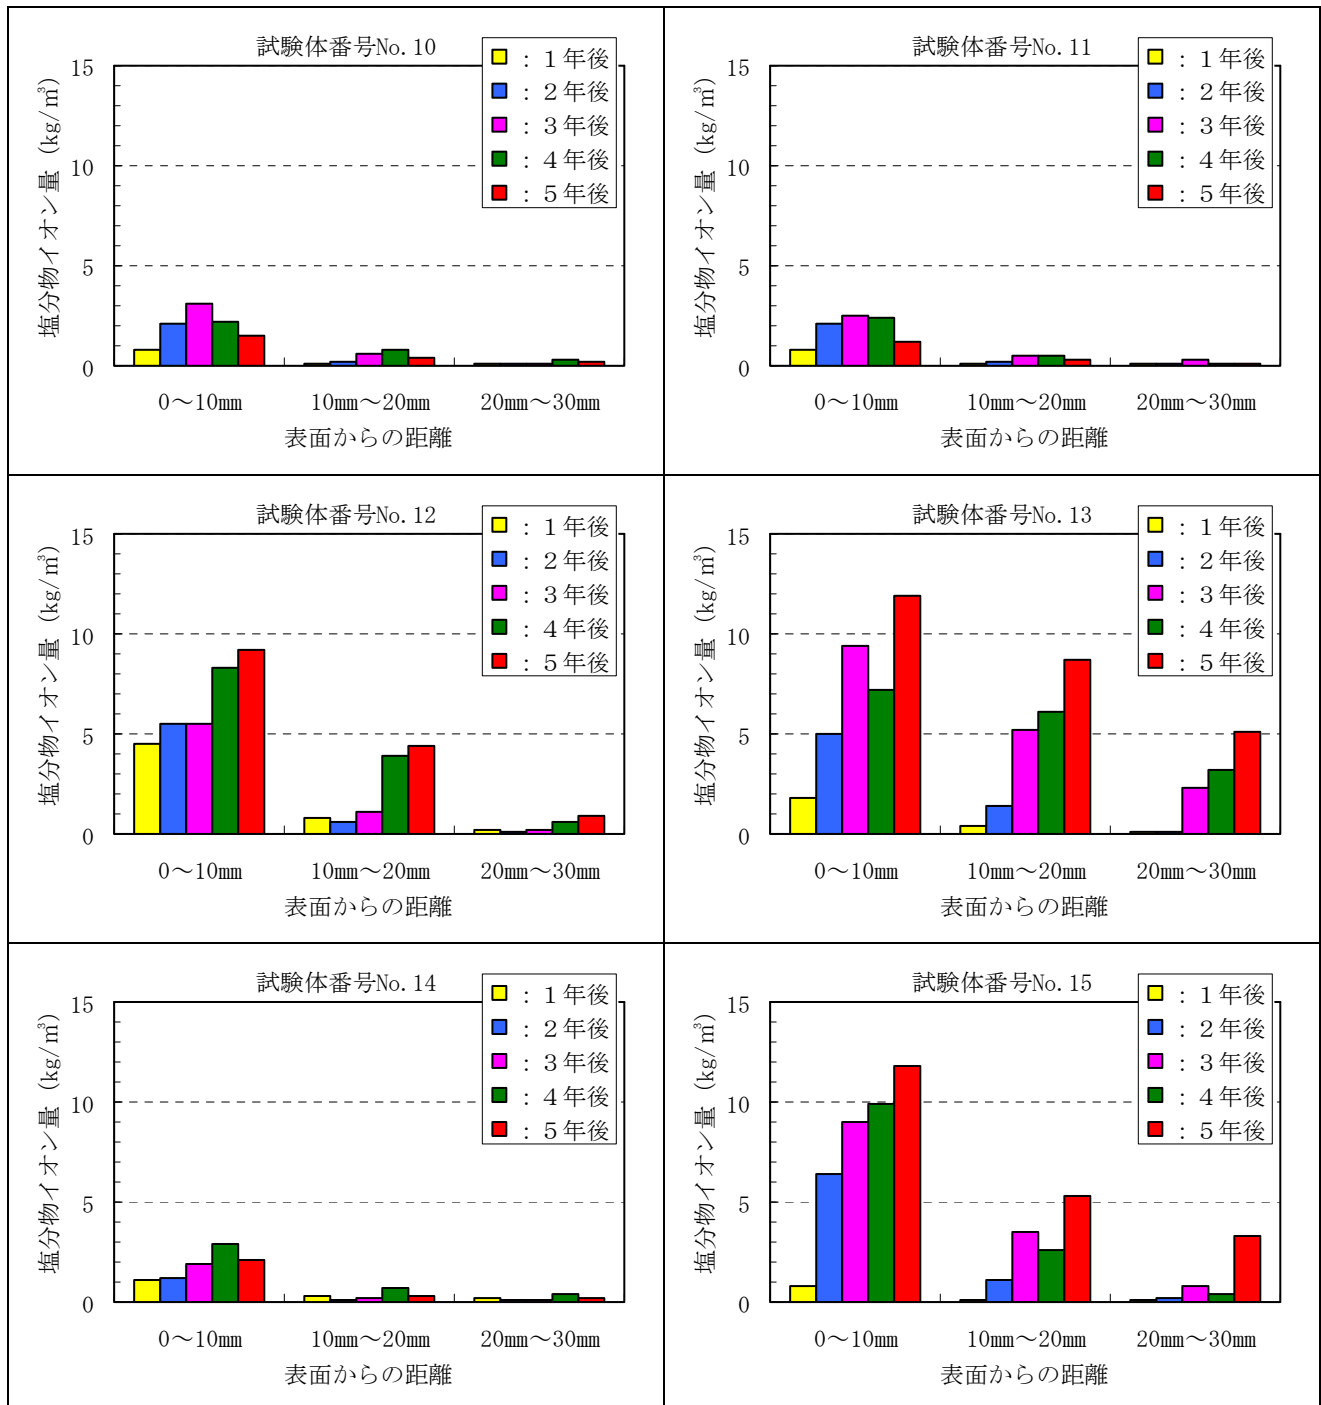 試験体番号No.10
：１年後
：２年後
：３年後
：４年後
：５年後
15
10
5
0
塩分物イオン量 (kg/㎥)
0～10mm 10mm～20mm 20mm～30mm
表面からの距離
試験体番号No.11
：１年後
：２年後
：３年後
：４年後
：５年後
15
10
5
0
塩分物イオン量 (kg/㎥)
0～10mm 10mm～20mm 20mm～30mm
表面からの距離
試験体番号No.12
：１年後
：２年後
：３年後
：４年後
：５年後
15
10
5
0
塩分物イオン量 (kg/㎥)
0～10mm 10mm～20mm 20mm～30mm
表面からの距離
試験体番号No.13
：１年後
：２年後
：３年後
：４年後
：５年後
15
10
5
0
塩分物イオン量 (kg/㎥)
0～10mm 10mm～20mm 20mm～30mm
表面からの距離
試験体番号No.14
：１年後
：２年後
：３年後
：４年後
：５年後
15
10
5
0
塩分物イオン量 (kg/㎥)
0～10mm 10mm～20mm 20mm～30mm
表面からの距離
試験体番号No.15
：１年後
：２年後
：３年後
：４年後
：５年後
15
10
5
0
塩分物イオン量 (kg/㎥)
0～10mm 10mm～20mm 20mm～30mm
表面からの距離